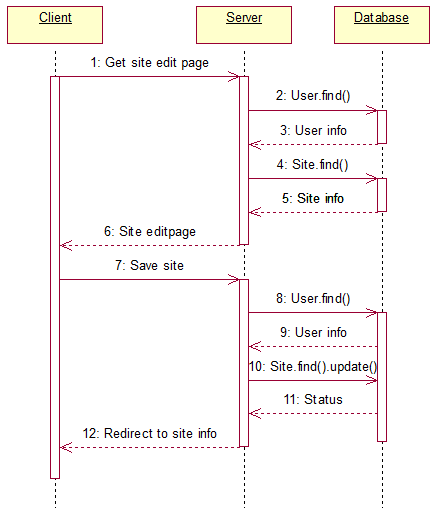 Client
Server
Database
1: Get site edit page
2: User.find()
3: User info
4: Site.find()
5: Site info
6: Site editpage
7: Save site
8: User.find()
9: User info
10: Site.find().update()
11: Status
12: Redirect to site info